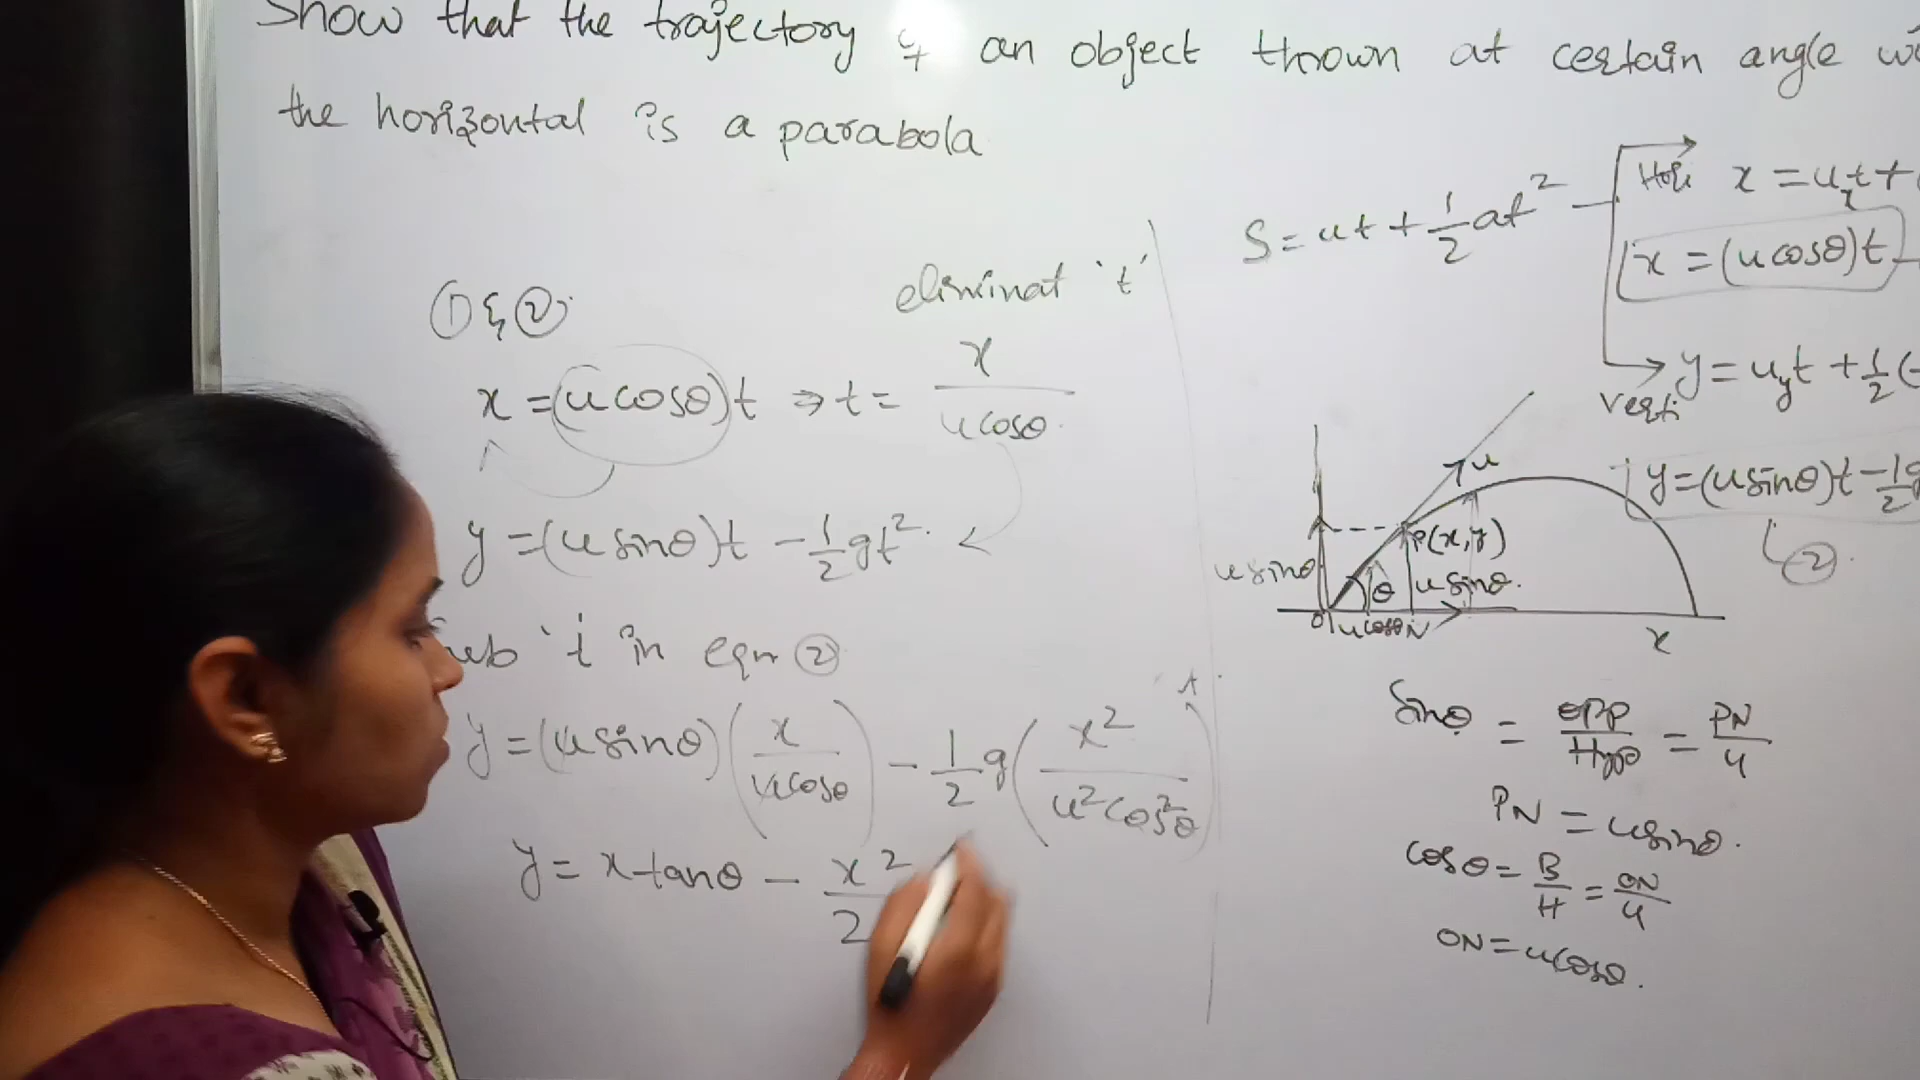 Show that the trajectory of an object thrown at certain angle
the horizontal is a parabola
① & ②
eliminat 't'
x = (u cosθ)t ⇒ t = x / u cosθ
y = (u sinθ)t - 1/2 gt²
sub 't in eqn ②
y = (u sinθ)(x / u cosθ) - 1/2 g(x² / u² cos²θ)
y = x tanθ - x² / 2
S = ut + 1/2 at²
Hori x = uₓt +
x = (u cosθ)t
Verti y = u_y t + 1/2 (-
y = (u sinθ)t - 1/2 g
②
u
P(x,y)
u sinθ
θ
u sinθ.
O
u cosθ N
x
Sinθ = OPP / Hypo = PN / u
PN = u sinθ.
cosθ = B / H = ON / u
ON = u cosθ.